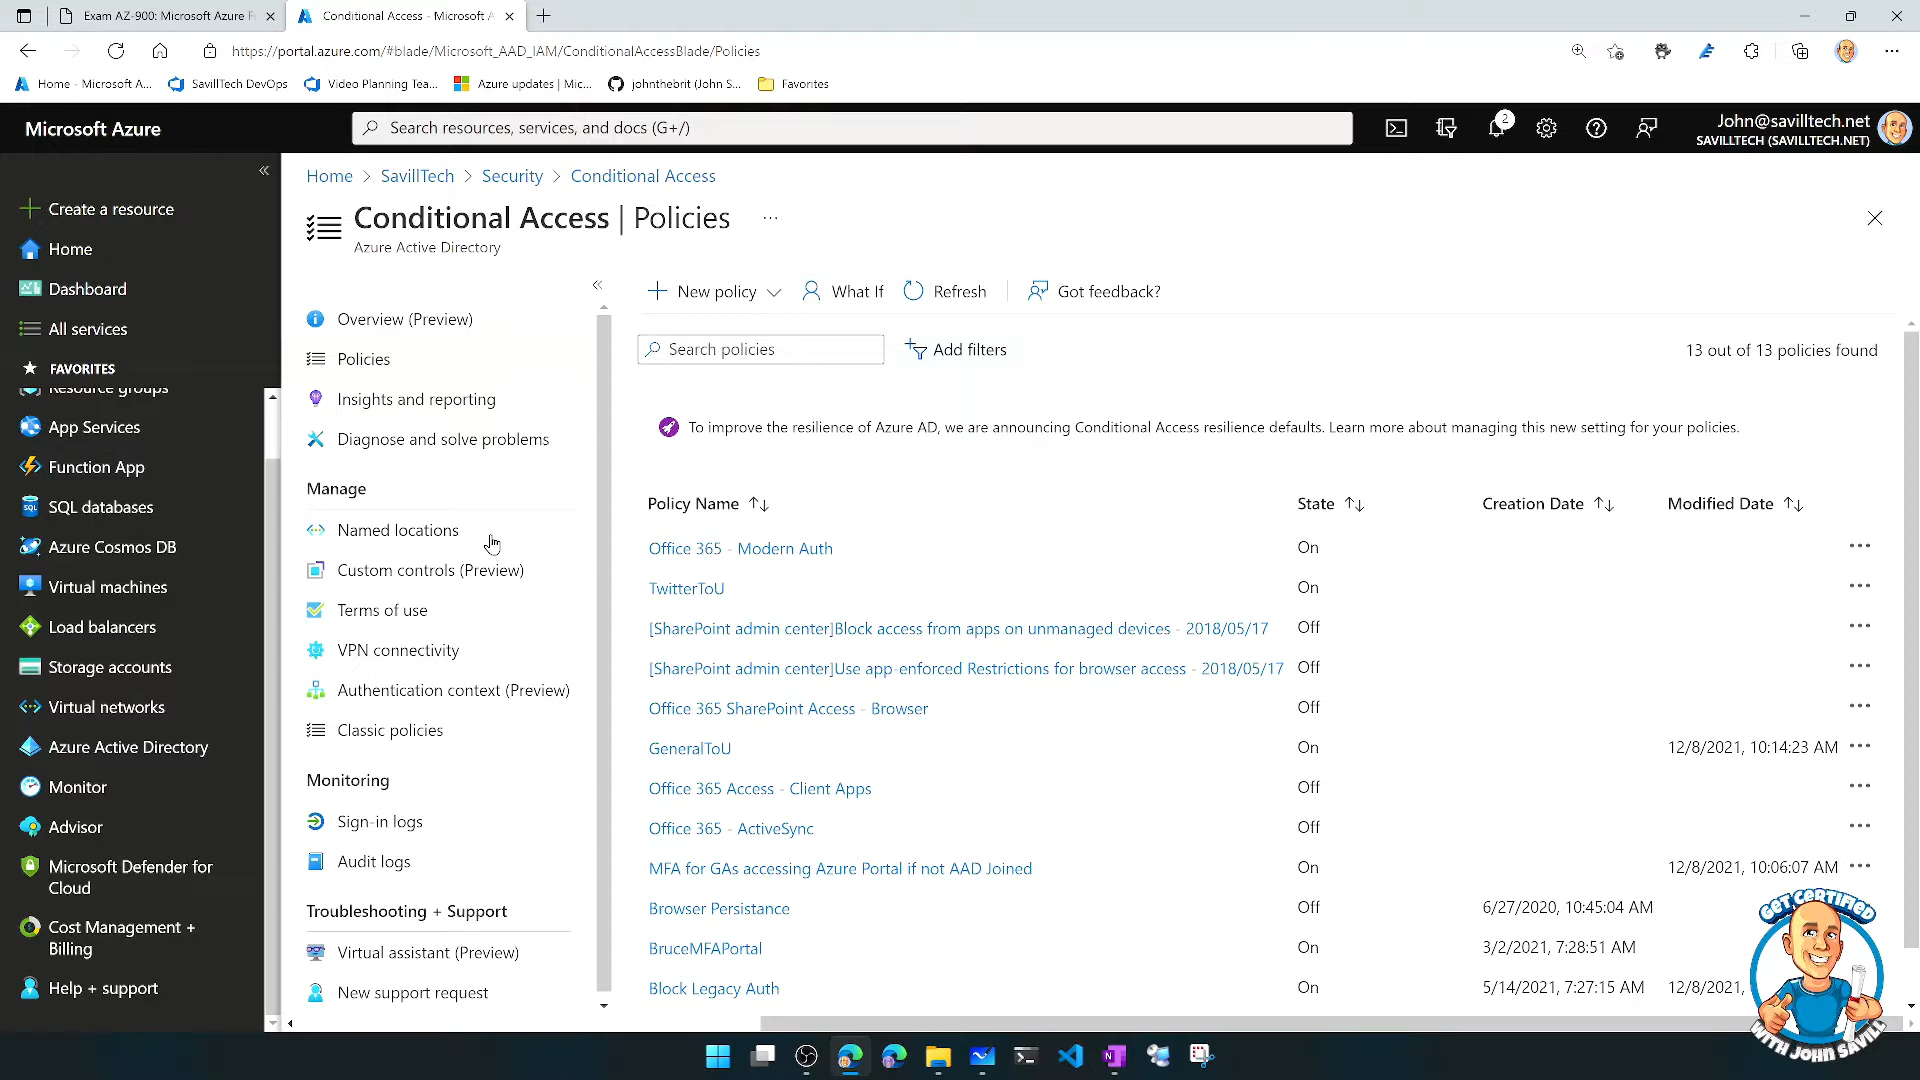 Exam AZ-900: Microsoft Azure F
Conditional Access - Microsoft A
https://portal.azure.com/#blade/Microsoft_AAD_IAM/ConditionalAccessBlade/Policies
Home - Microsoft A...
SavillTech DevOps
Video Planning Tea...
Azure updates | Mic...
johnthebrit (John S...
Favorites
Microsoft Azure
Search resources, services, and docs (G+/)
2
John@savilltech.net
SAVILLTECH (SAVILLTECH.NET)
Create a resource
Home
Dashboard
All services
FAVORITES
Resource groups
App Services
Function App
SQL databases
Azure Cosmos DB
Virtual machines
Load balancers
Storage accounts
Virtual networks
Azure Active Directory
Monitor
Advisor
Microsoft Defender for
Cloud
Cost Management +
Billing
Help + support
Home > SavillTech > Security > Conditional Access
Conditional Access | Policies ...
Azure Active Directory
Overview (Preview)
Policies
Insights and reporting
Diagnose and solve problems
Manage
Named locations
Custom controls (Preview)
Terms of use
VPN connectivity
Authentication context (Preview)
Classic policies
Monitoring
Sign-in logs
Audit logs
Troubleshooting + Support
Virtual assistant (Preview)
New support request
New policy
What If
Refresh
Got feedback?
Search policies
Add filters
13 out of 13 policies found
To improve the resilience of Azure AD, we are announcing Conditional Access resilience defaults. Learn more about managing this new setting for your policies.
Policy Name State Creation Date Modified Date
Office 365 - Modern Auth On
TwitterToU On
[SharePoint admin center]Block access from apps on unmanaged devices - 2018/05/17 Off
[SharePoint admin center]Use app-enforced Restrictions for browser access - 2018/05/17 Off
Office 365 SharePoint Access - Browser Off
GeneralToU On 12/8/2021, 10:14:23 AM
Office 365 Access - Client Apps Off
Office 365 - ActiveSync Off
MFA for GAs accessing Azure Portal if not AAD Joined On 12/8/2021, 10:06:07 AM
Browser Persistance Off 6/27/2020, 10:45:04 AM
BruceMFAPortal On 3/2/2021, 7:28:51 AM
Block Legacy Auth On 5/14/2021, 7:27:15 AM 12/8/2021,
GET CERTIFIED
WITH JOHN SAVILL